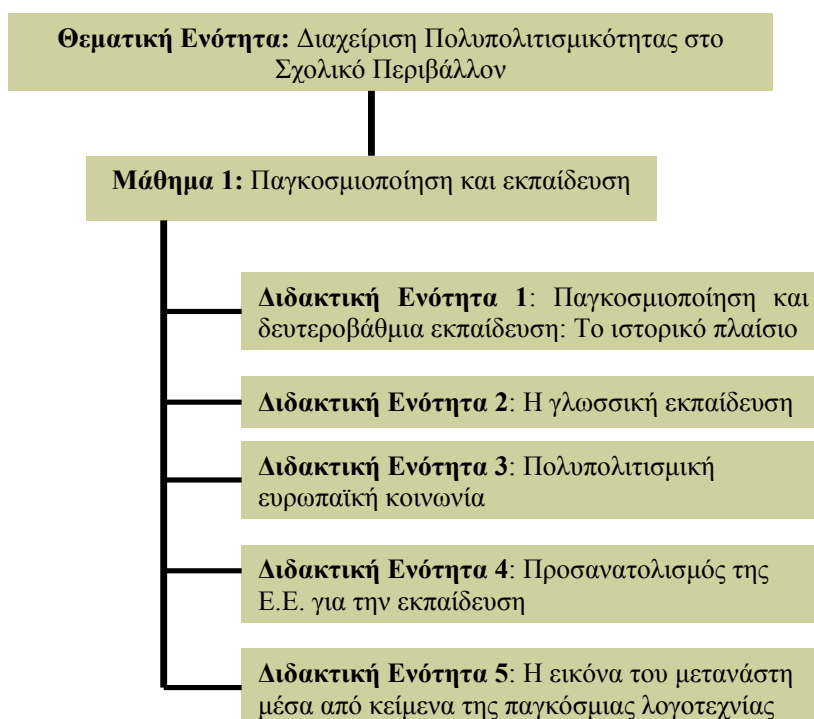 Θεματική Ενότητα: Διαχείριση Πολυπολιτισμικότητας στο
Σχολικό Περιβάλλον
Μάθημα 1: Παγκοσμιοποίηση και εκπαίδευση
Διδακτική Ενότητα 1: Παγκοσμιοποίηση και
δευτεροβάθμια εκπαίδευση: Το ιστορικό πλαίσιο
Διδακτική Ενότητα 2: Η γλωσσική εκπαίδευση
Διδακτική Ενότητα 3: Πολυπολιτισμική
ευρωπαϊκή κοινωνία
Διδακτική Ενότητα 4: Προσανατολισμός της
Ε.Ε. για την εκπαίδευση
Διδακτική Ενότητα 5: Η εικόνα του μετανάστη
μέσα από κείμενα της παγκόσμιας λογοτεχνίας